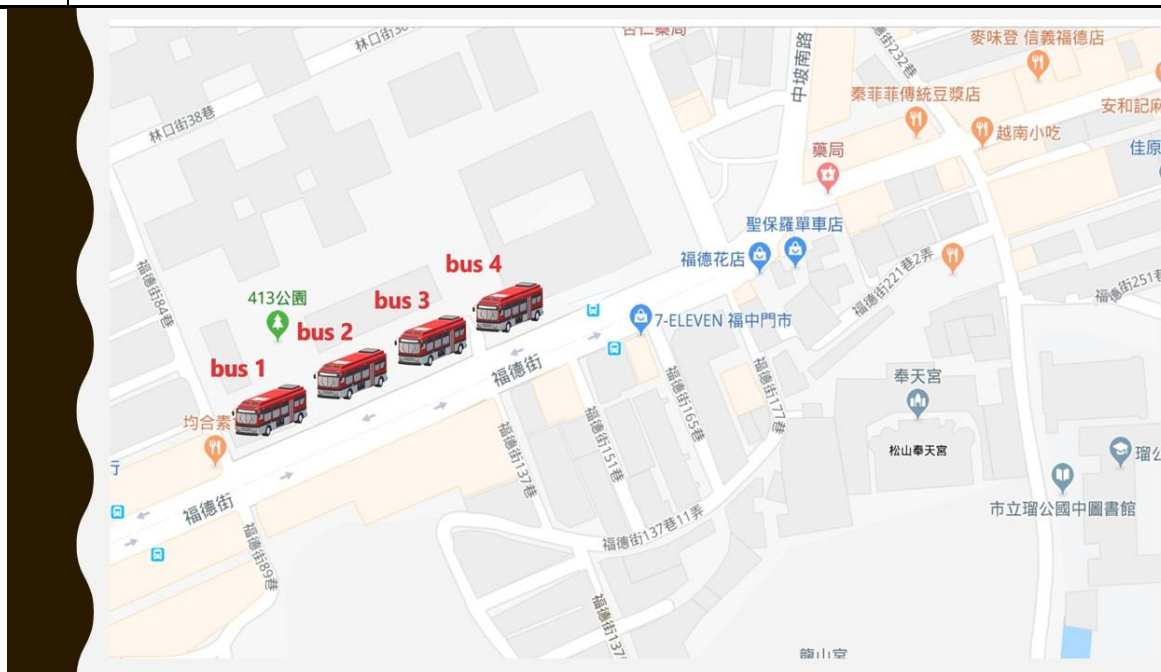 林口街38巷
杏仁藥局
中坡南路
麥味登 信義福德店
秦菲菲傳統豆漿店
安和記麻
林口街38巷
越南小吃
藥局
佳原
聖保羅單車店
福德花店
福德街221巷2弄
bus 4
福德街84巷
413公園
bus 3
福德街251巷
bus 2
7-ELEVEN 福中門市
bus 1
福德街
奉天宮
福德街177巷
均合素
福德街165巷
福德街137巷
福德街151巷
松山奉天宮
瑠公
行
福德街
市立瑠公國中圖書館
福德街89巷
福德街137巷11弄
福德街137
龍山宮